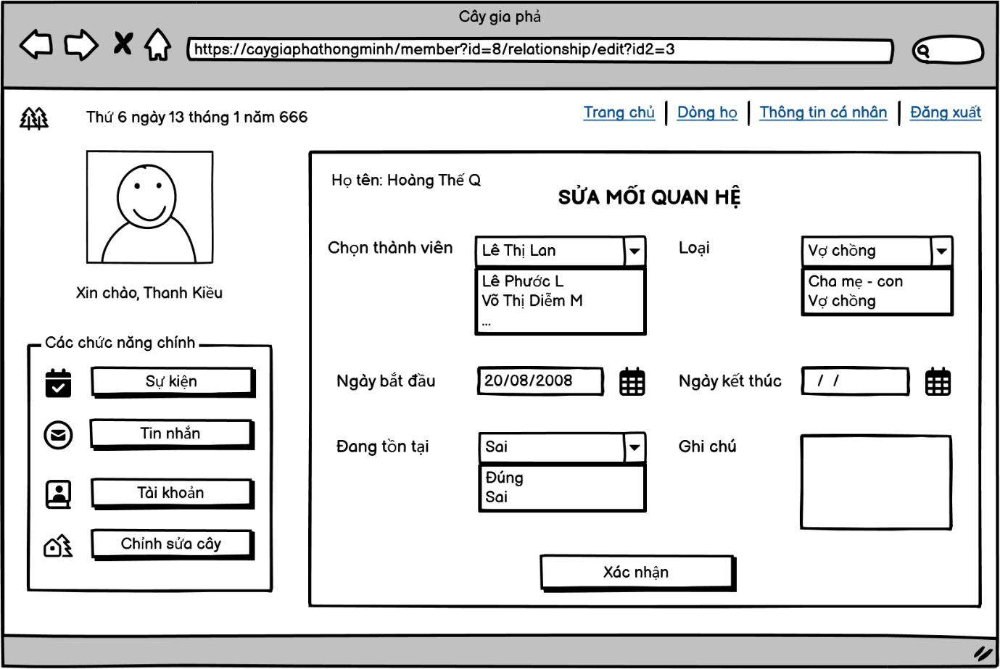 Cây gia phả
https://caygiaphathongminh/member?id=8/relationship/edit?id2=3
Thứ 6 ngày 13 tháng 1 năm 666
Trang chủ
Dòng họ
Thông tin cá nhân
Đăng xuất
Xin chào, Thanh Kiều
Các chức năng chính
Sự kiện
Tin nhắn
Tài khoản
Chỉnh sửa cây
Họ tên: Hoàng Thế Q
SỬA MỐI QUAN HỆ
Chọn thành viên
Lê Thị Lan
Lê Phước L
Võ Thị Diễm M
...
Loại
Vợ chồng
Cha mẹ - con
Vợ chồng
Ngày bắt đầu
20/08/2008
Ngày kết thúc
/ /
Đang tồn tại
Sai
Đúng
Sai
Ghi chú
Xác nhận